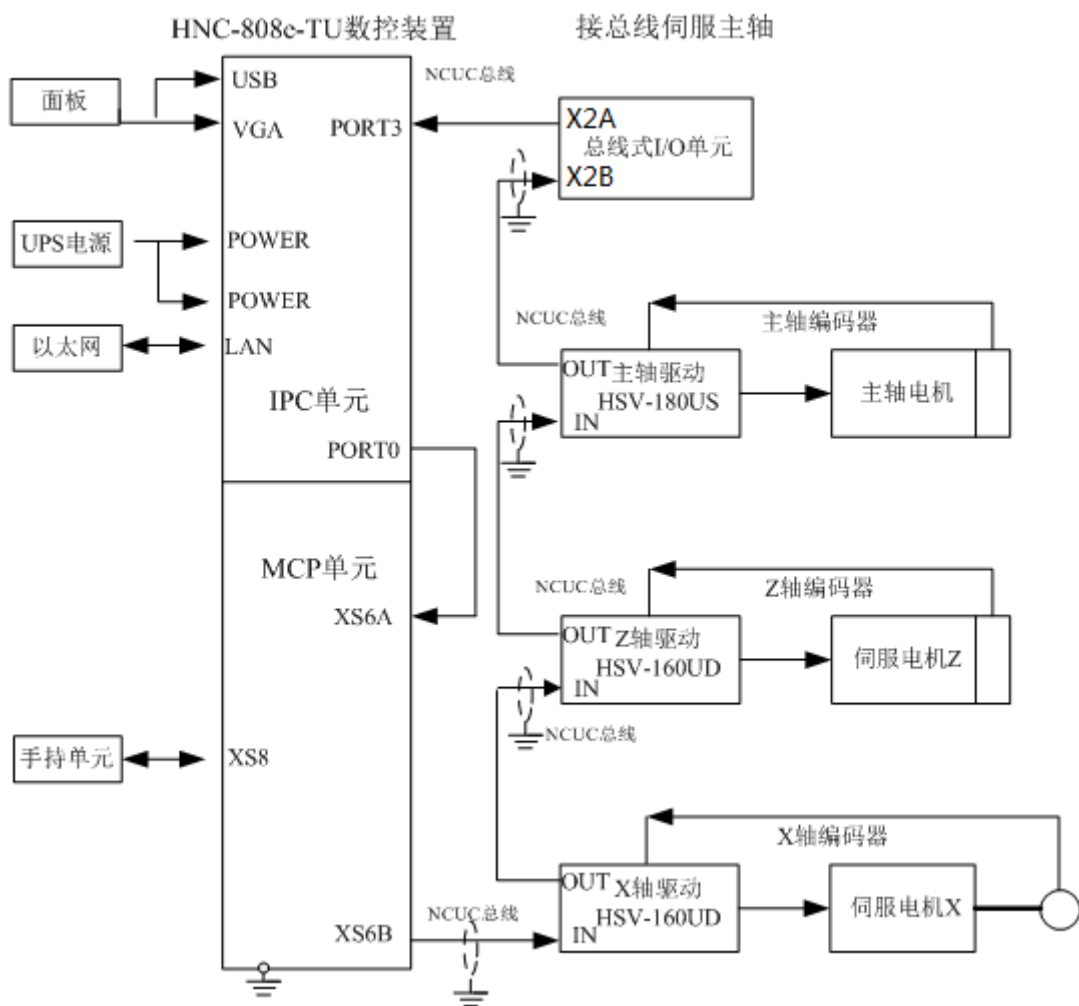 HNC-808e-TU数控装置
接总线伺服主轴
面板
USB
VGA
PORT3
NCUC总线
X2A
总线式I/O单元
X2B
UPS电源
POWER
POWER
以太网
LAN
IPC单元
PORT0
NCUC总线
主轴编码器
OUT
主轴驱动
HSV-180US
IN
主轴电机
MCP单元
XS6A
NCUC总线
Z轴编码器
OUT
Z轴驱动
HSV-160UD
IN
伺服电机Z
NCUC总线
手持单元
XS8
X轴编码器
OUT
X轴驱动
HSV-160UD
IN
伺服电机X
XS6B
NCUC总线